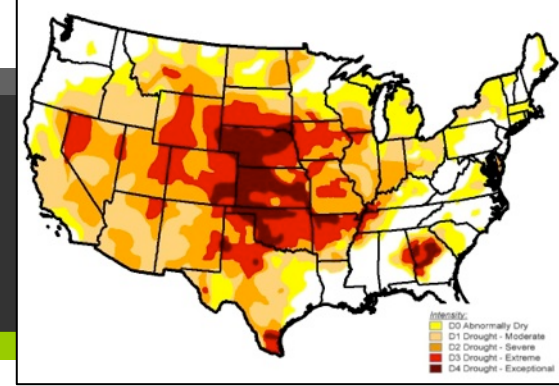 Intensity:
D0 Abnormally Dry
D1 Drought - Moderate
D2 Drought - Severe
D3 Drought - Extreme
D4 Drought - Exceptional